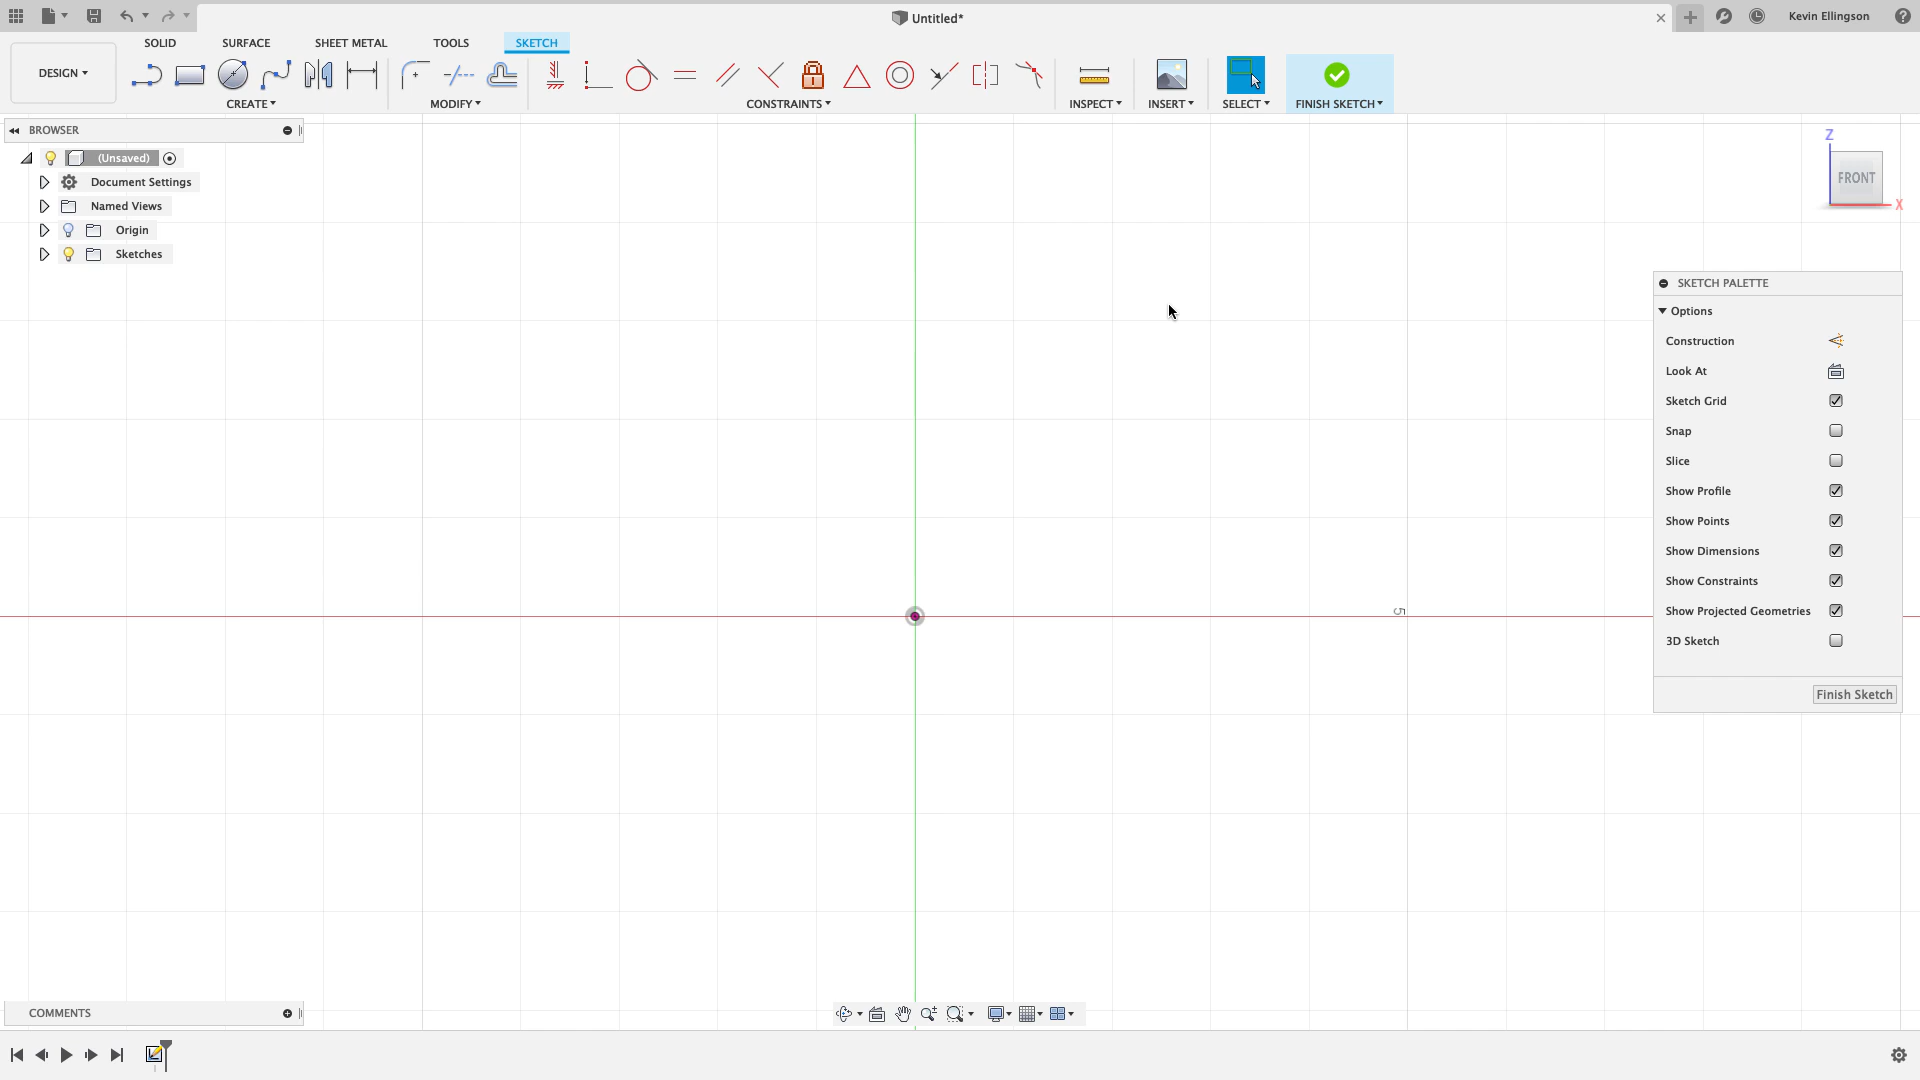 Untitled*
Kevin Ellingson
SOLID SURFACE SHEET METAL TOOLS SKETCH
DESIGN
CREATE MODIFY CONSTRAINTS INSPECT INSERT SELECT FINISH SKETCH
BROWSER
(Unsaved)
Document Settings
Named Views
Origin
Sketches
Z
FRONT
X
SKETCH PALETTE
Options
Construction
Look At
Sketch Grid
Snap
Slice
Show Profile
Show Points
Show Dimensions
Show Constraints
Show Projected Geometries
3D Sketch
Finish Sketch
5
COMMENTS